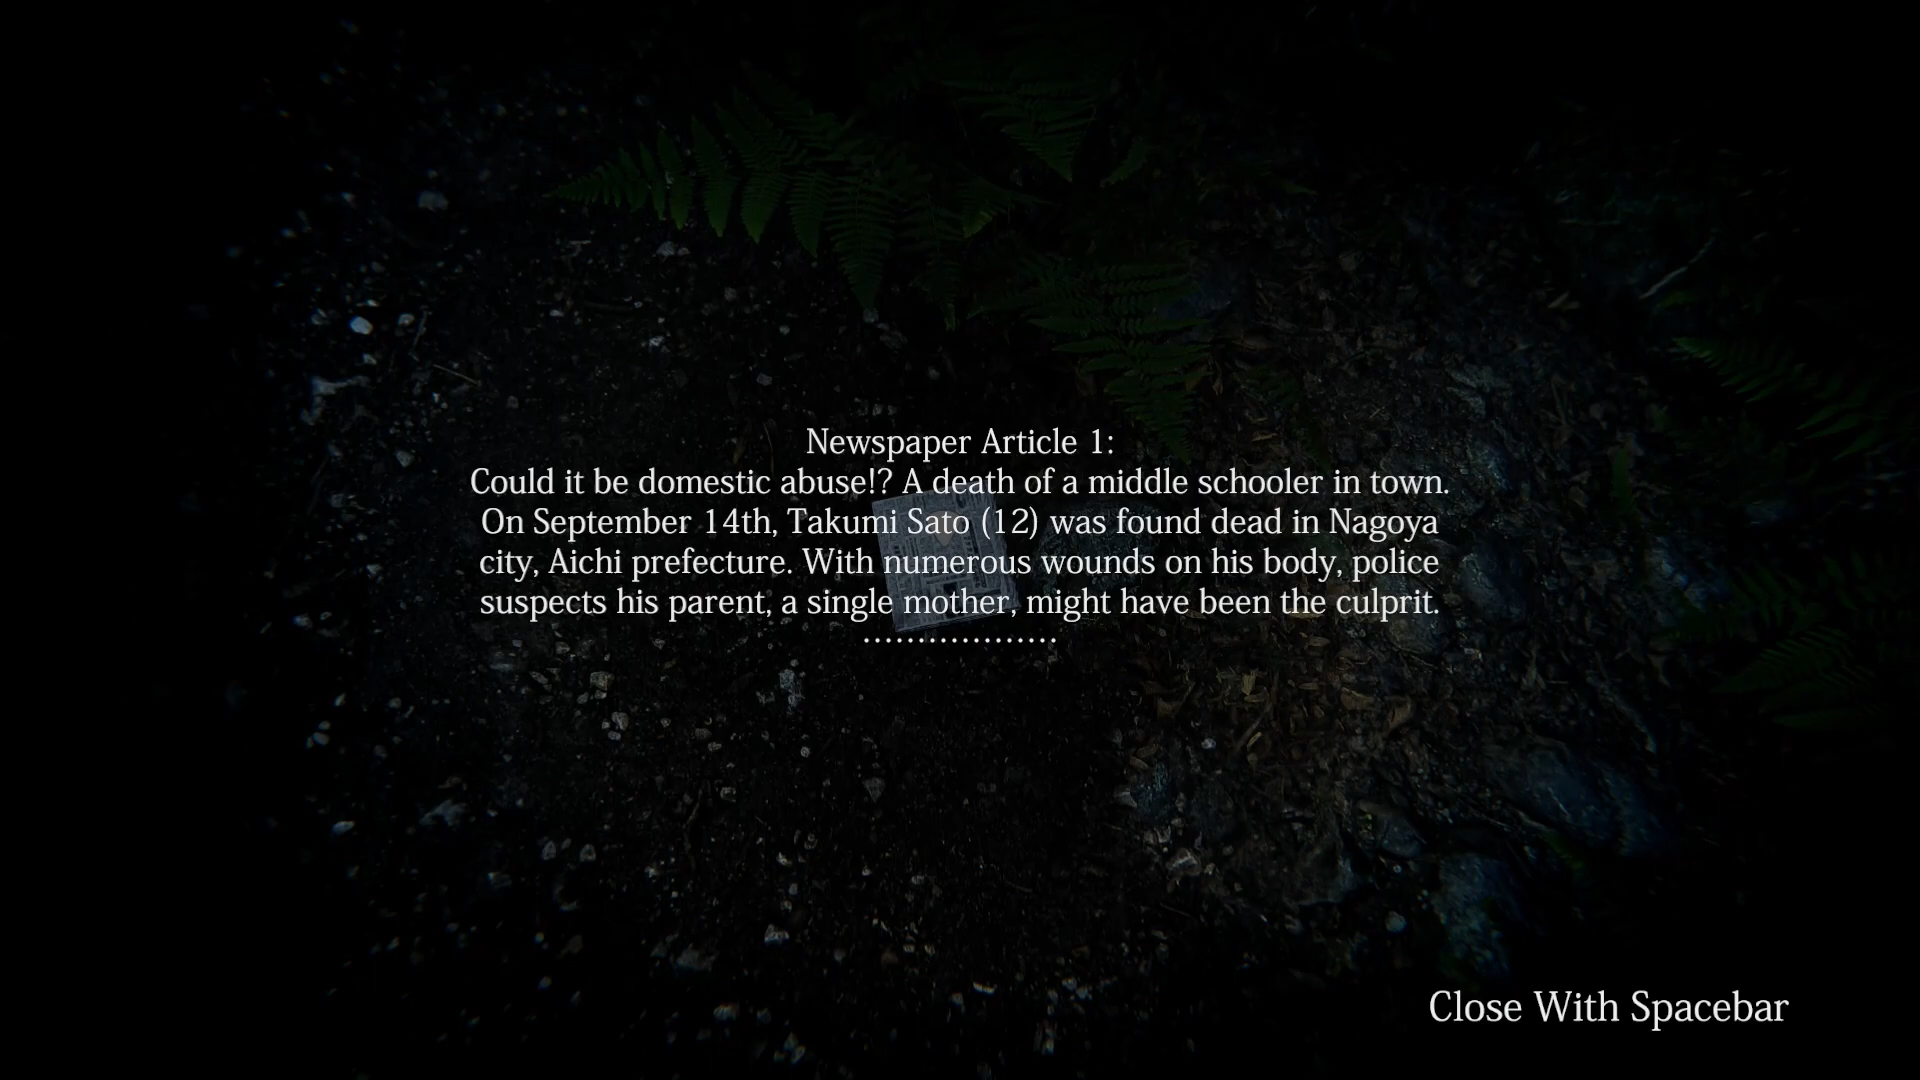 Newspaper Article 1:
Could it be domestic abuse!? A death of a middle schooler in town.
On September 14th, Takumi Sato (12) was found dead in Nagoya
city, Aichi prefecture. With numerous wounds on his body, police
suspects his parent, a single mother, might have been the culprit.
..................
Close With Spacebar